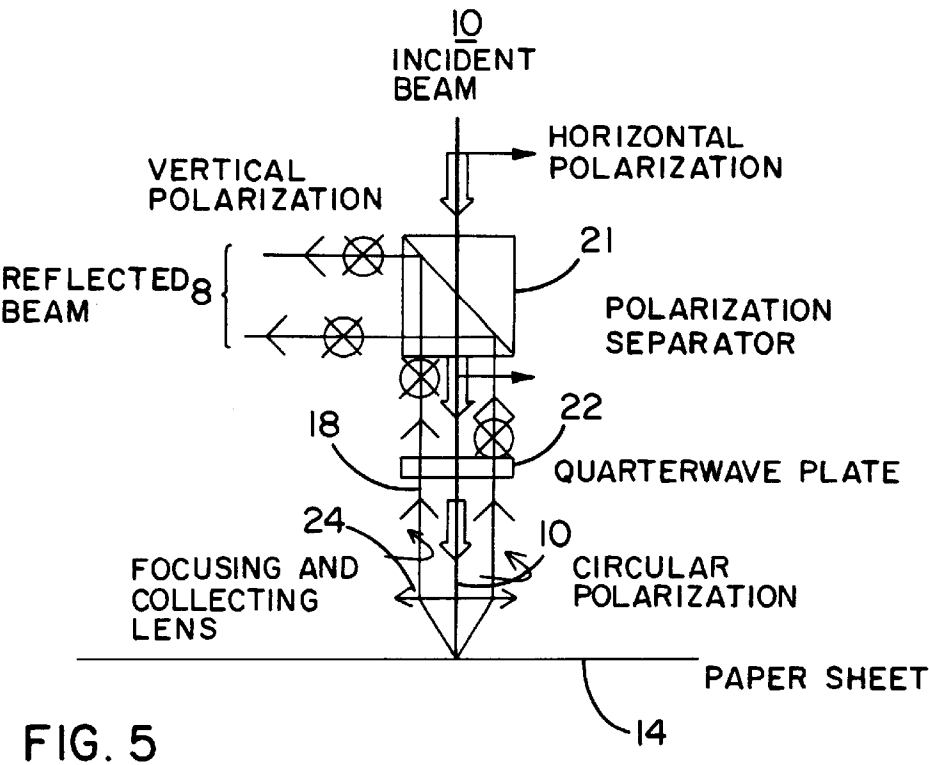 10
INCIDENT
BEAM
HORIZONTAL
POLARIZATION
VERTICAL
POLARIZATION
21
REFLECTED
BEAM
8
POLARIZATION
SEPARATOR
18
22
QUARTERWAVE PLATE
24
10
FOCUSING AND
COLLECTING
LENS
CIRCULAR
POLARIZATION
PAPER SHEET
14
FIG. 5